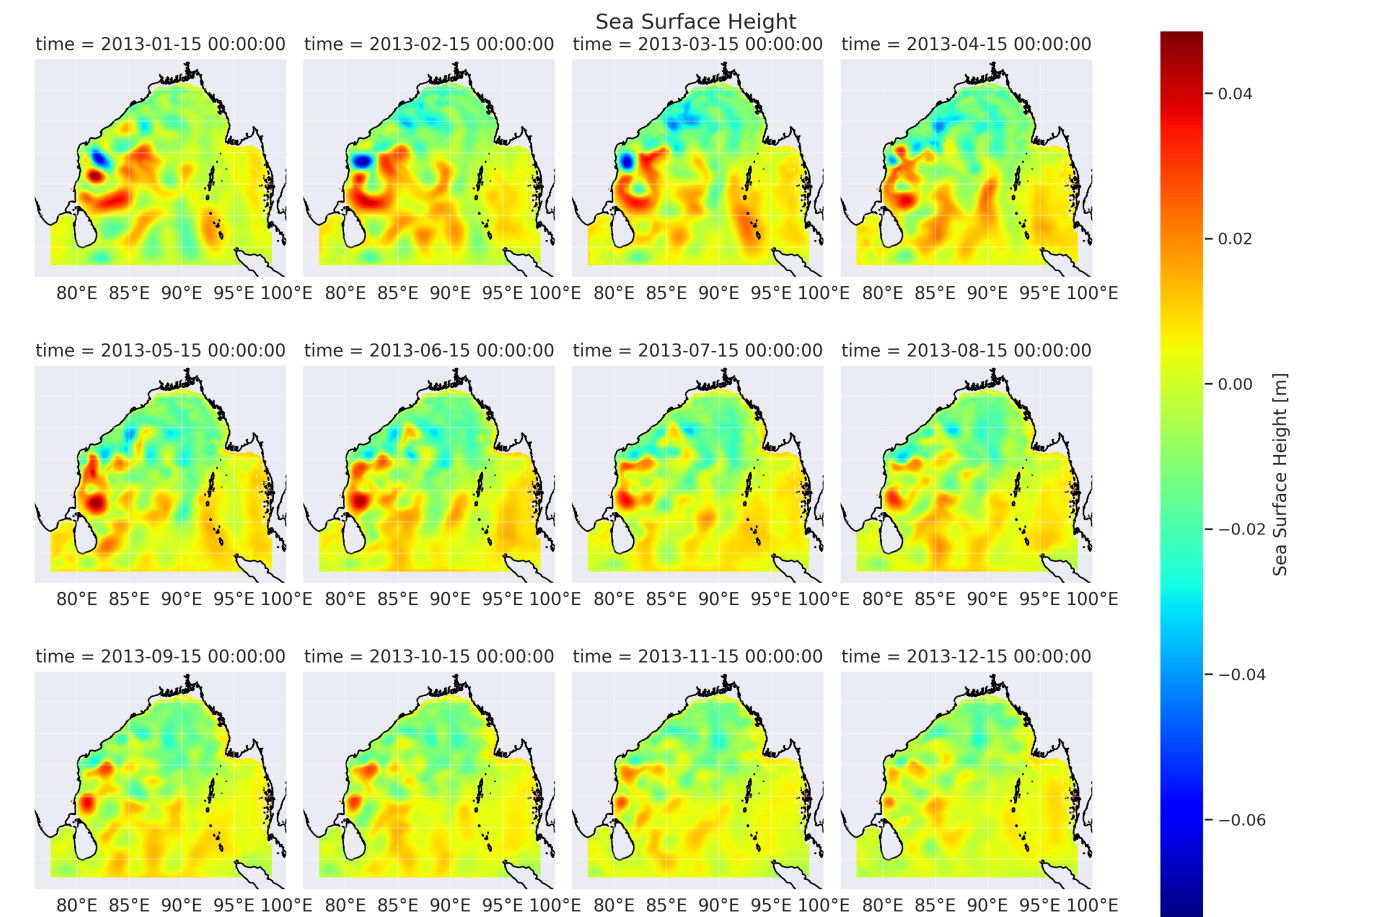 Sea Surface Height
time = 2013-01-15 00:00:00 time = 2013-02-15 00:00:00 time = 2013-03-15 00:00:00 time = 2013-04-15 00:00:00
80°E 85°E 90°E 95°E 100°E 80°E 85°E 90°E 95°E 100°E 80°E 85°E 90°E 95°E 100°E 80°E 85°E 90°E 95°E 100°E
time = 2013-05-15 00:00:00 time = 2013-06-15 00:00:00 time = 2013-07-15 00:00:00 time = 2013-08-15 00:00:00
80°E 85°E 90°E 95°E 100°E 80°E 85°E 90°E 95°E 100°E 80°E 85°E 90°E 95°E 100°E 80°E 85°E 90°E 95°E 100°E
time = 2013-09-15 00:00:00 time = 2013-10-15 00:00:00 time = 2013-11-15 00:00:00 time = 2013-12-15 00:00:00
80°E 85°E 90°E 95°E 100°E 80°E 85°E 90°E 95°E 100°E 80°E 85°E 90°E 95°E 100°E 80°E 85°E 90°E 95°E 100°E
0.04
0.02
0.00
−0.02
−0.04
−0.06
Sea Surface Height [m]